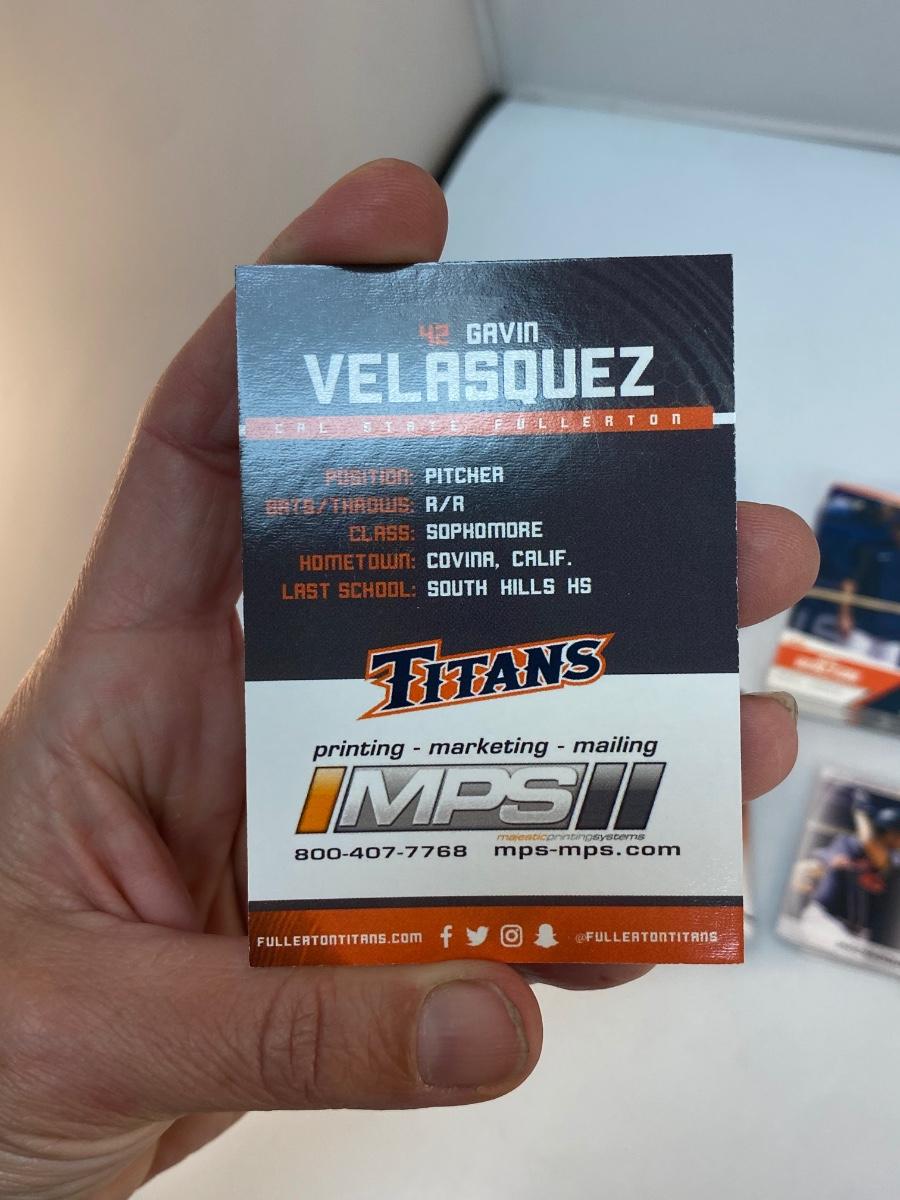 42 GAVIN
VELASQUEZ
CAL STATE FULLERTON
POSITION: PITCHER
BATS/THROWS: R/R
CLASS: SOPHOMORE
HOMETOWN: COVINA, CALIF.
LAST SCHOOL: SOUTH HILLS HS
TITANS
printing - marketing - mailing
MPS
majesticprintingsystems
800-407-7768 mps-mps.com
FULLERTONTITANS.COM @FULLERTONTITANS